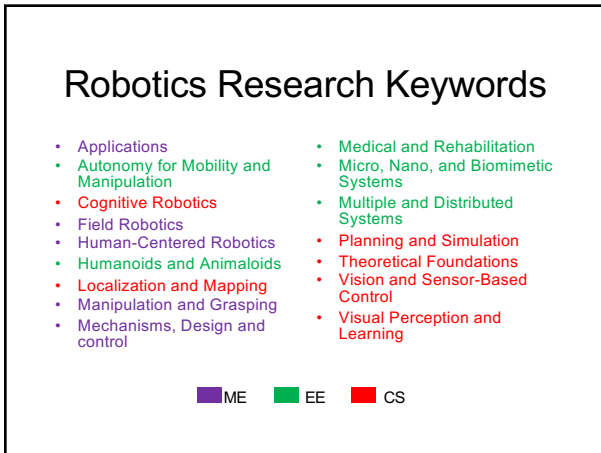 Robotics Research Keywords
• Applications
• Autonomy for Mobility and
Manipulation
• Cognitive Robotics
• Field Robotics
• Human-Centered Robotics
• Humanoids and Animaloids
• Localization and Mapping
• Manipulation and Grasping
• Mechanisms, Design and
control
• Medical and Rehabilitation
• Micro, Nano, and Biomimetic
Systems
• Multiple and Distributed
Systems
• Planning and Simulation
• Theoretical Foundations
• Vision and Sensor-Based
Control
• Visual Perception and
Learning
ME EE CS